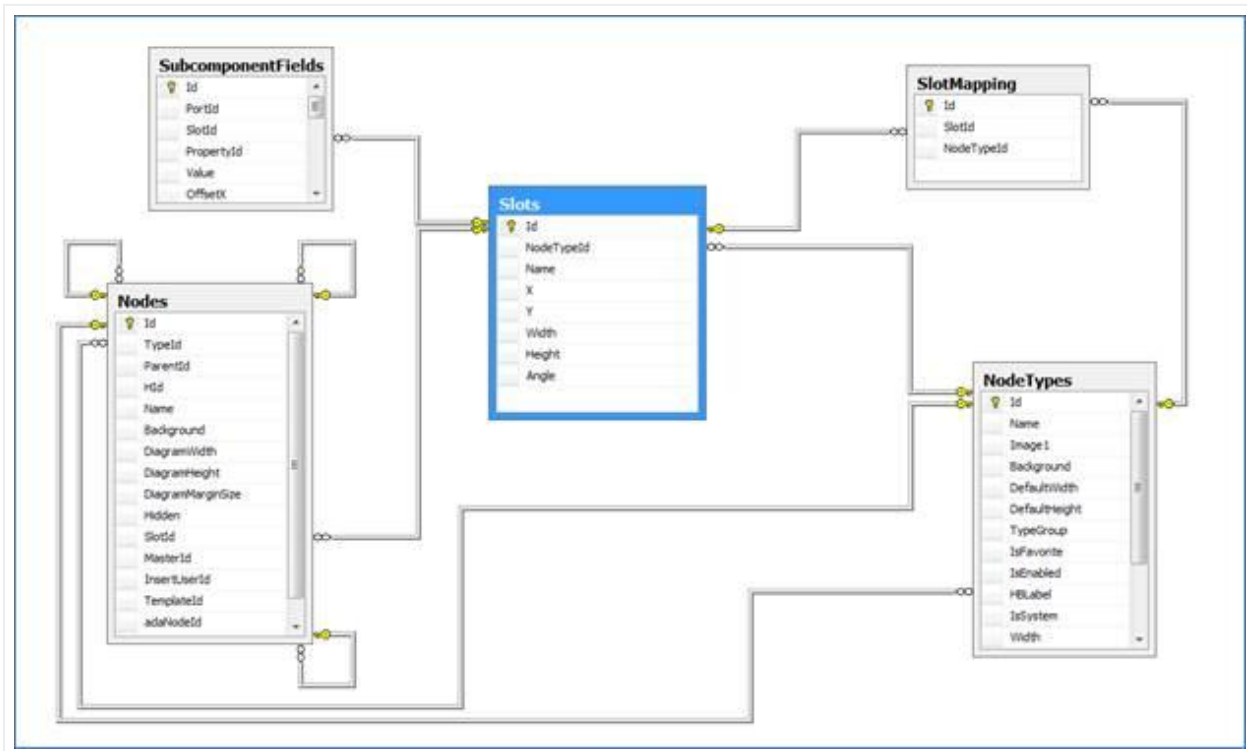 SubcomponentFields
Id
PortId
SlotId
PropertyId
Value
OffsetX
SlotMapping
Id
SlotId
NodeTypeId
Slots
Id
NodeTypeId
Name
X
Y
Width
Height
Angle
Nodes
Id
TypeId
ParentId
HId
Name
Background
DiagramWidth
DiagramHeight
DiagramMarginSize
Hidden
SlotId
MasterId
InsertUserId
TemplateId
adaNodeId
NodeTypes
Id
Name
Image1
Background
DefaultWidth
DefaultHeight
TypeGroup
IsFavorite
IsEnabled
HBLabel
IsSystem
Width